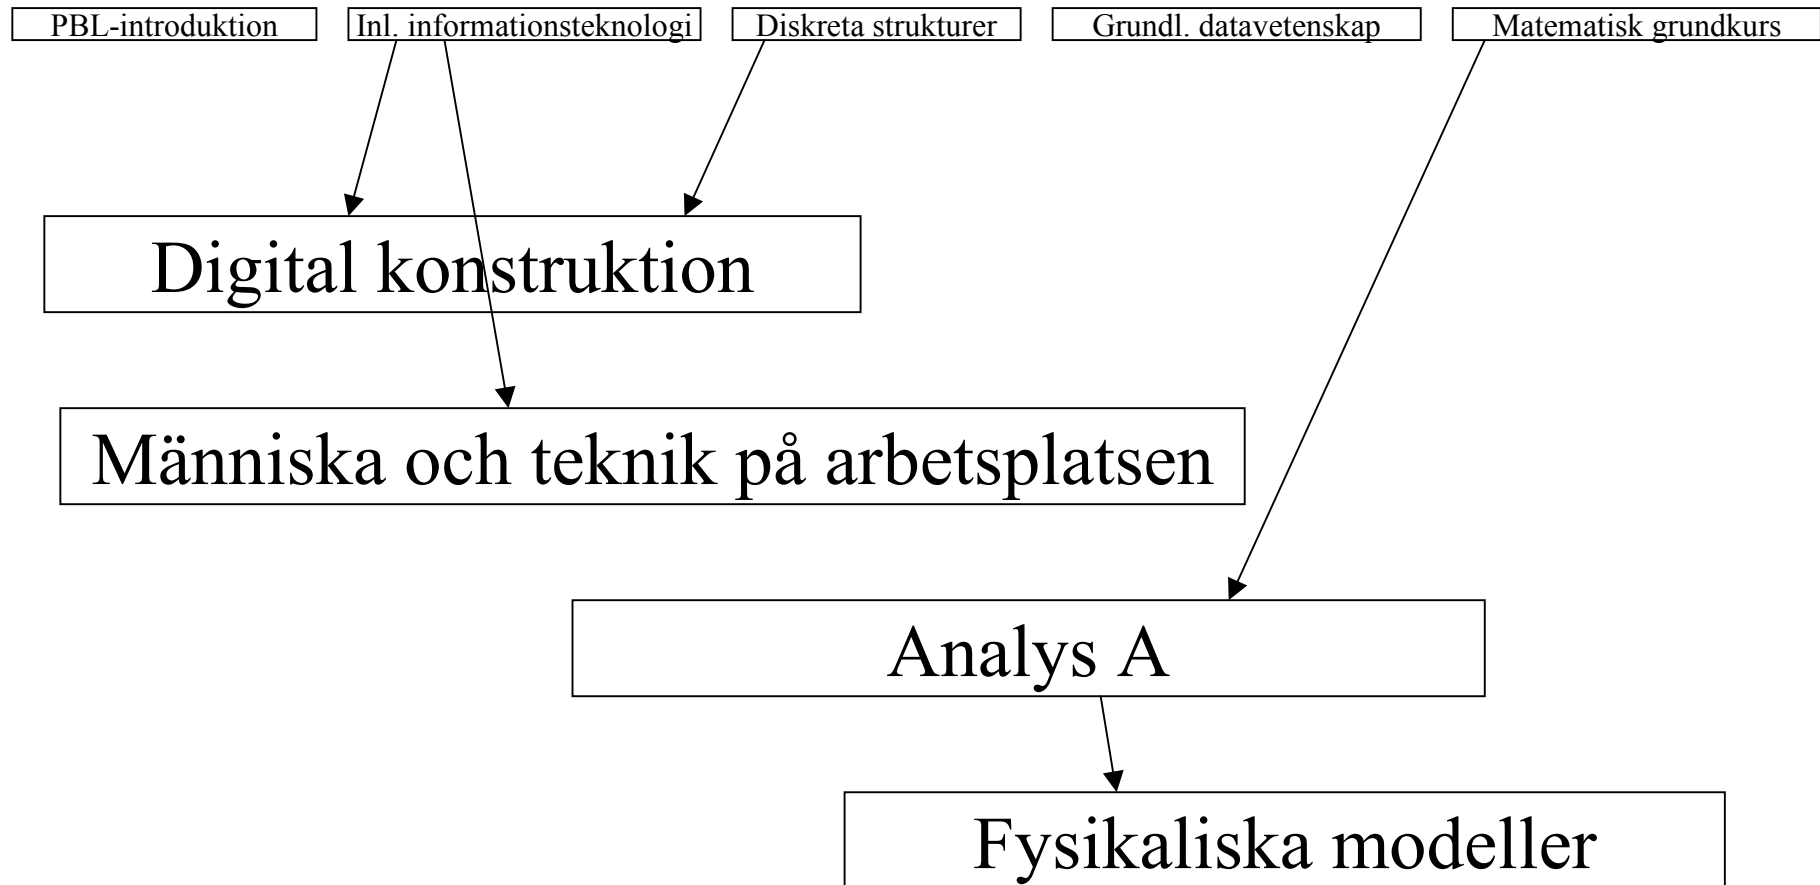 PBL-introduktion
Inl. informationsteknologi
Diskreta strukturer
Grundl. datavetenskap
Matematisk grundkurs
Digital konstruktion
Människa och teknik på arbetsplatsen
Analys A
Fysikaliska modeller